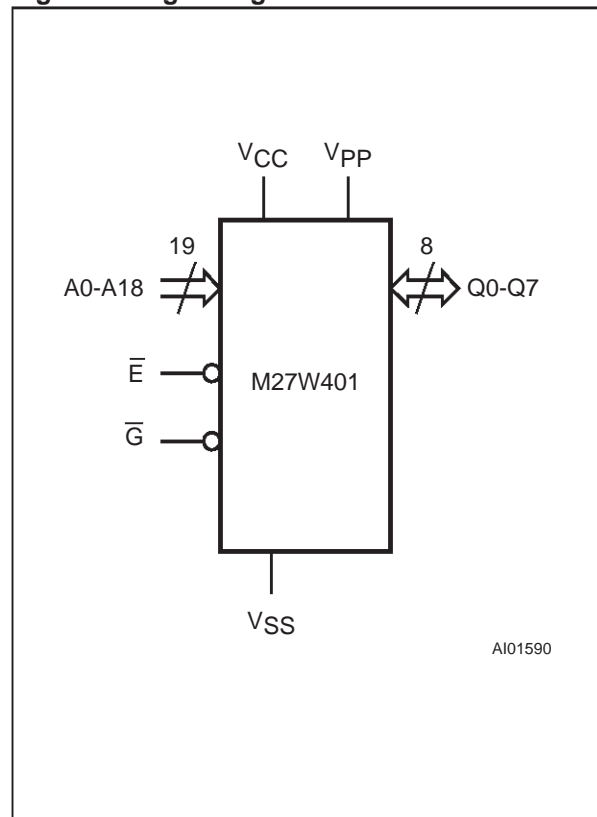 VCC VPP
19 8
A0-A18 Q0-Q7
E̅ M27W401
G̅
VSS
AI01590